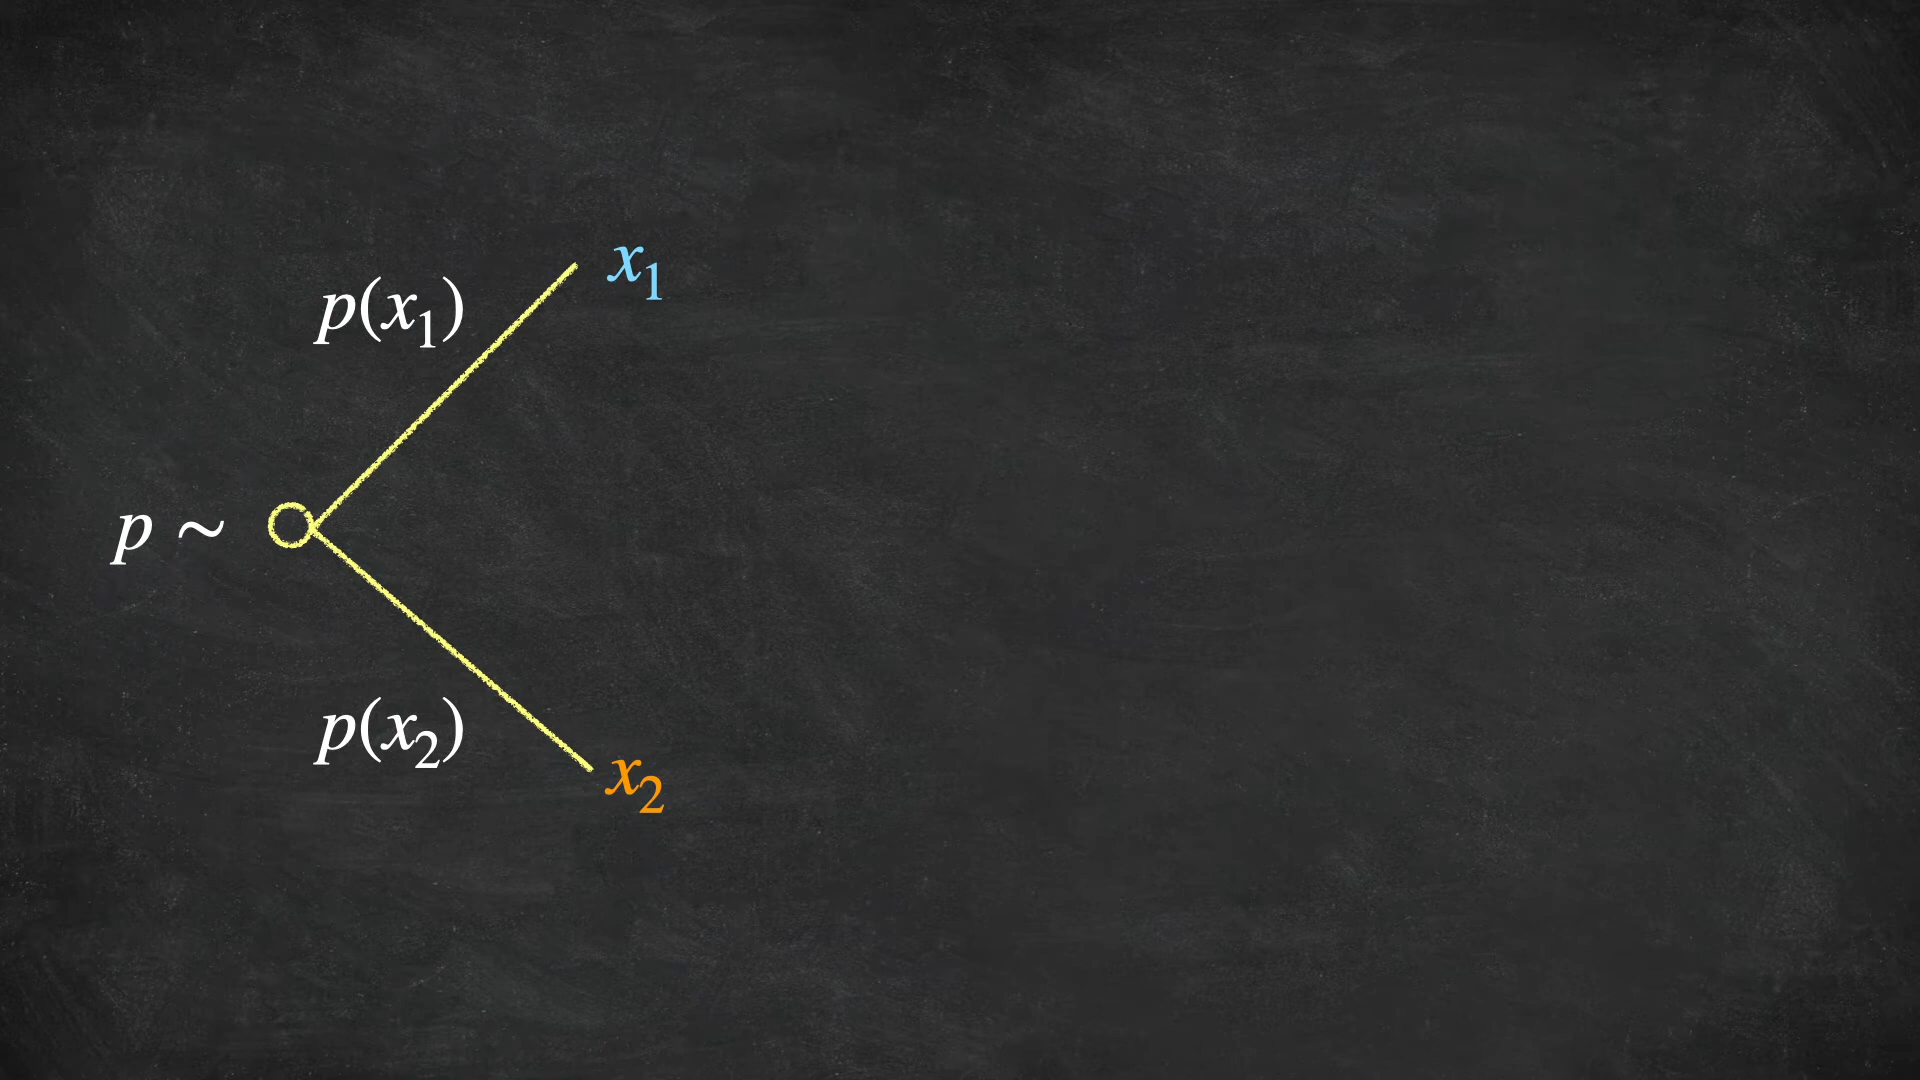 x₁
p(x₁)
p ~
p(x₂)
x₂